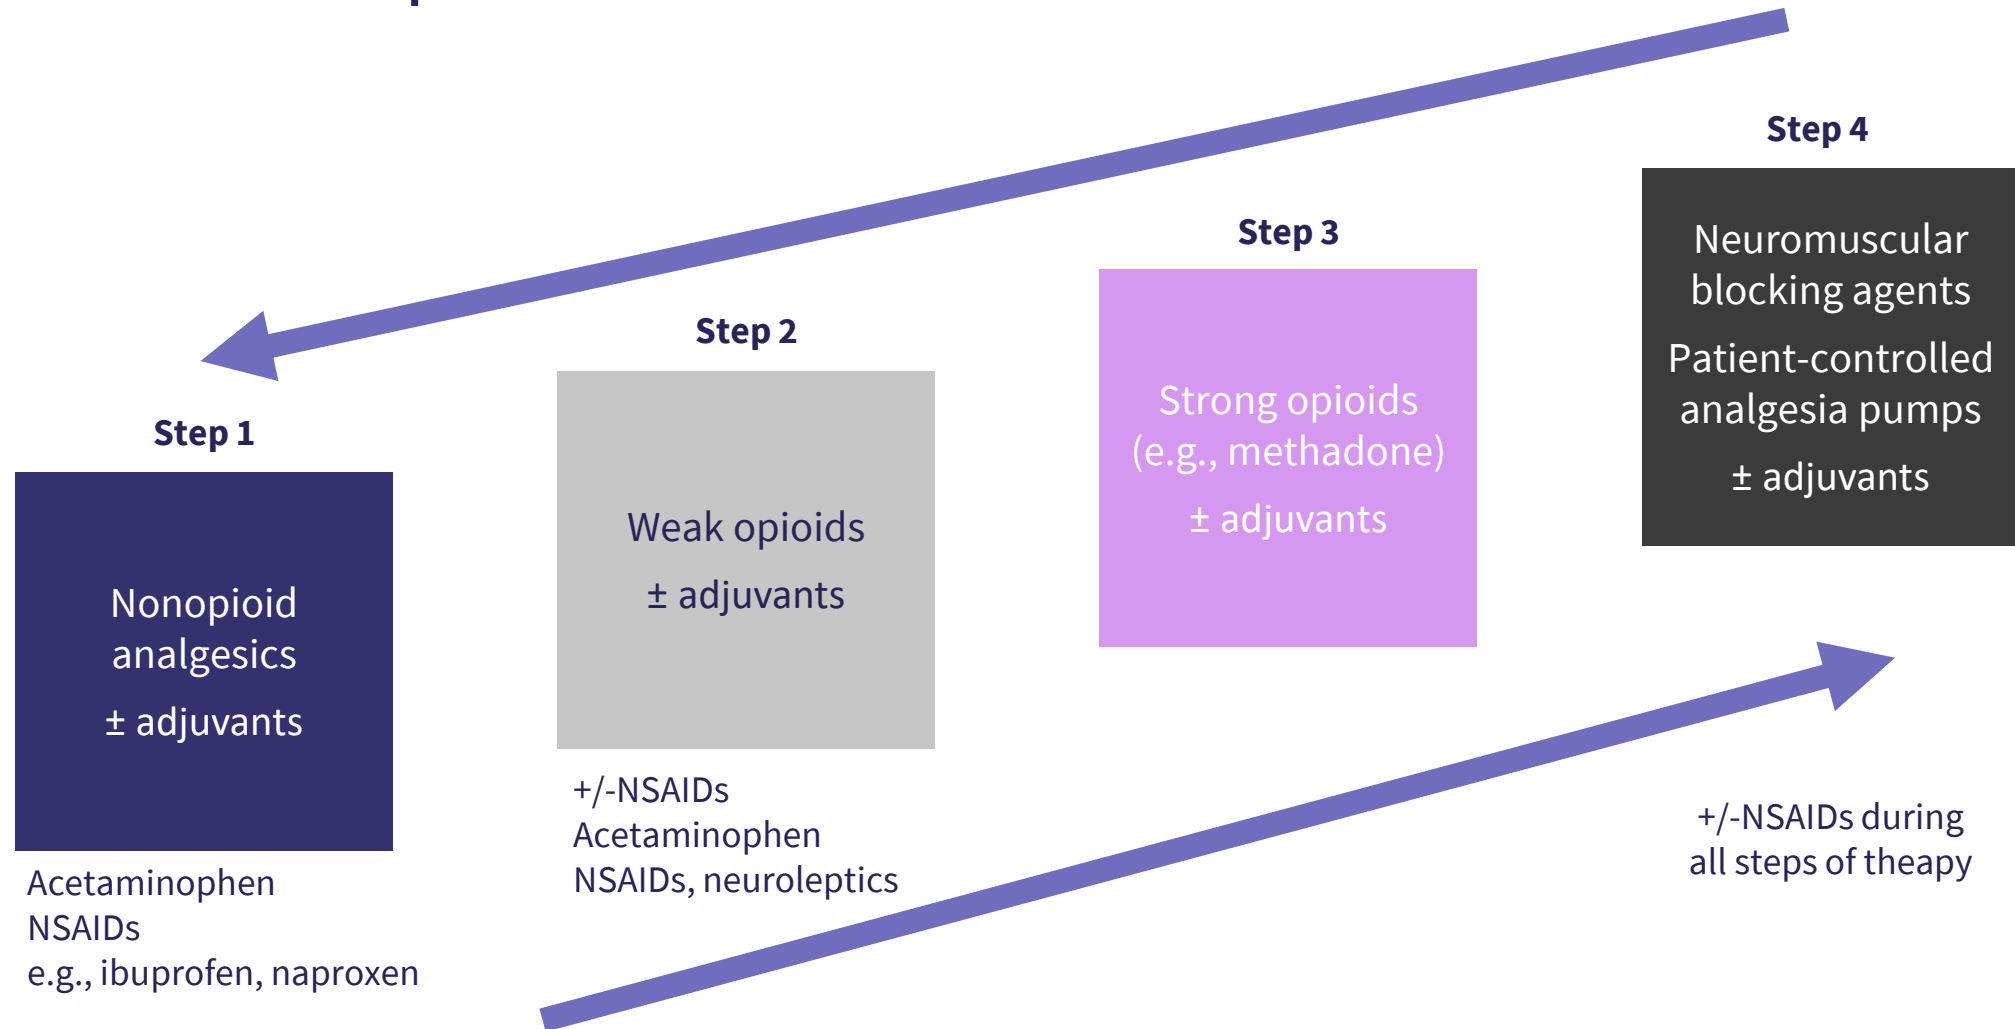 Step 1
Nonopioid
analgesics
± adjuvants
Acetaminophen
NSAIDs
e.g., ibuprofen, naproxen
Step 2
Weak opioids
± adjuvants
+/-NSAIDs
Acetaminophen
NSAIDs, neuroleptics
Step 3
Strong opioids
(e.g., methadone)
± adjuvants
Step 4
Neuromuscular
blocking agents
Patient-controlled
analgesia pumps
± adjuvants
+/-NSAIDs during
all steps of theapy